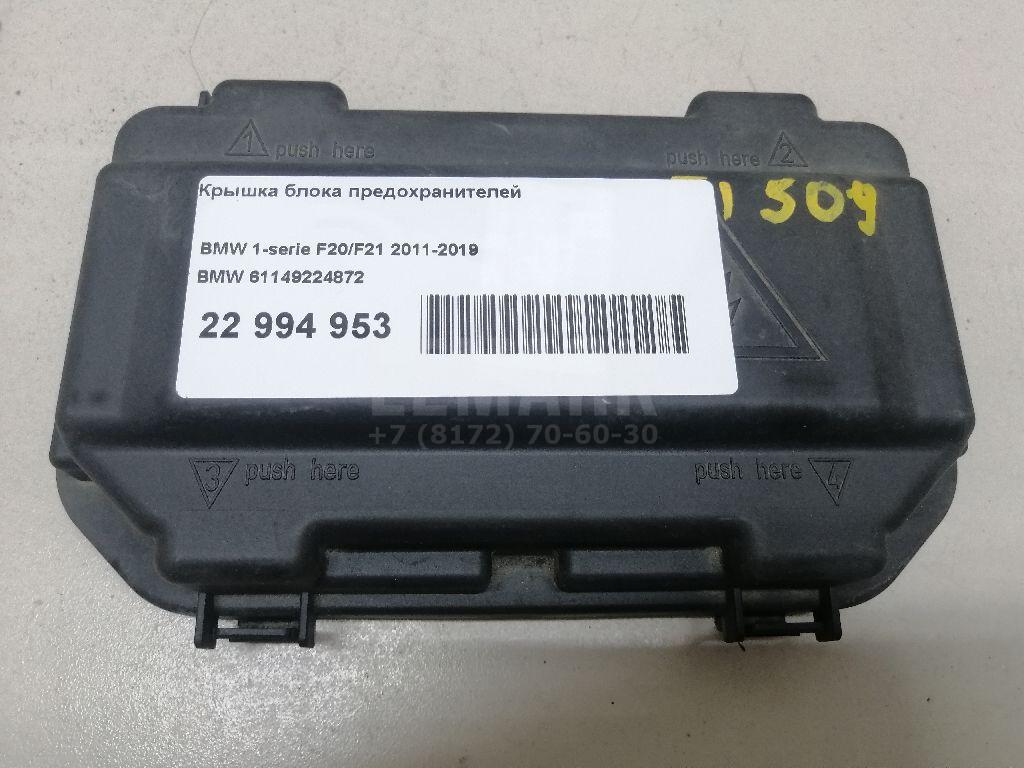 1 push here
push here 2
509
Крышка блока предохранителей
BMW 1-serie F20/F21 2011-2019
BMW 61149224872
22 994 953
+7 (8172) 70-60-30
3 push here
push here 4